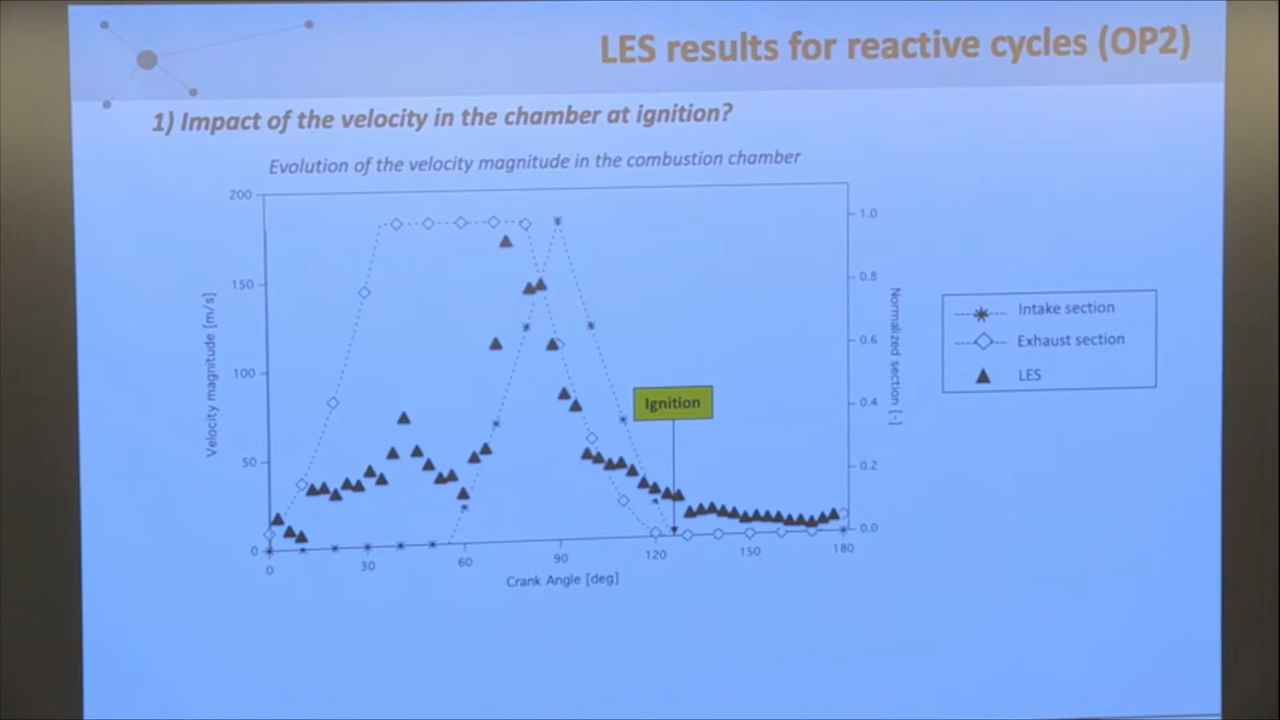 LES results for reactive cycles (OP2)
1) Impact of the velocity in the chamber at ignition?
Evolution of the velocity magnitude in the combustion chamber
200
150
100
50
0
Velocity magnitude [m/s]
1.0
0.8
0.6
0.4
0.2
0.0
Normalized section [-]
Ignition
0
30
60
90
120
150
180
Crank Angle [deg]
Intake section
Exhaust section
LES